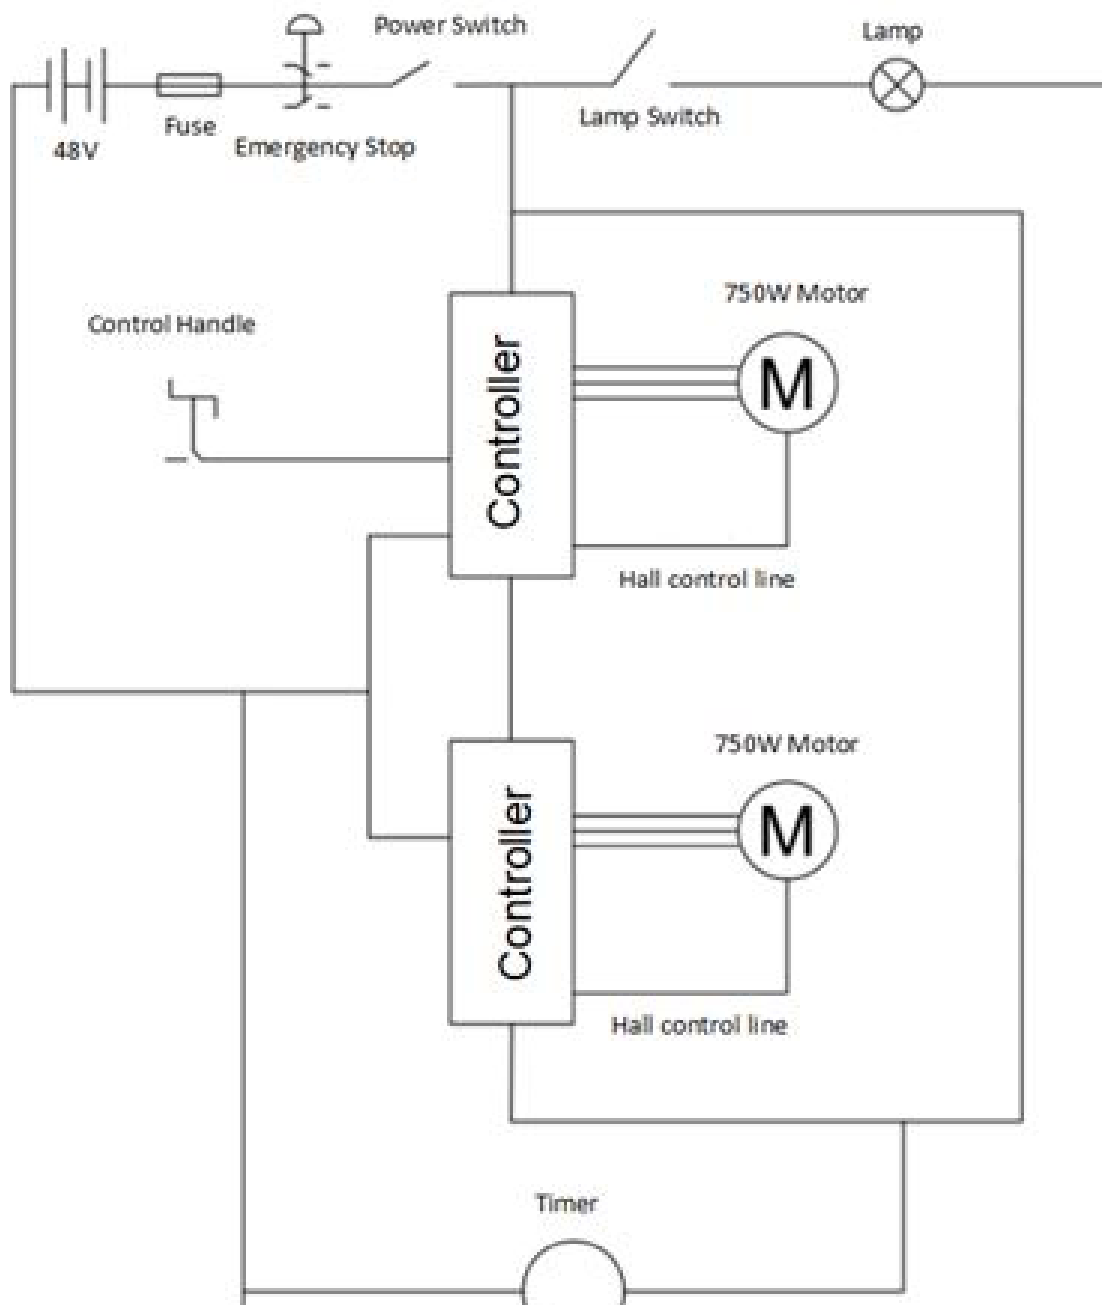 Power Switch
Lamp
Fuse
Lamp Switch
48V
Emergency Stop
750W Motor
Control Handle
Controller
M
Hall control line
750W Motor
Controller
M
Hall control line
Timer